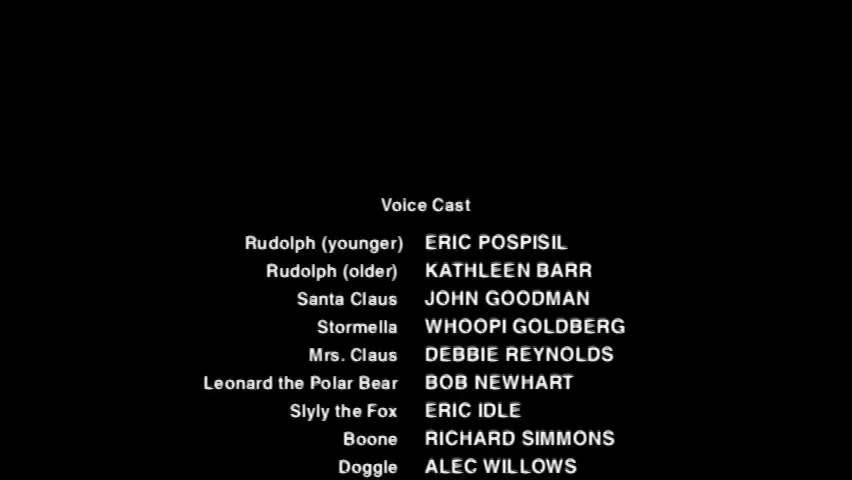 Voice Cast
Rudolph (younger) ERIC POSPISIL
Rudolph (older) KATHLEEN BARR
Santa Claus JOHN GOODMAN
Stormella WHOOPI GOLDBERG
Mrs. Claus DEBBIE REYNOLDS
Leonard the Polar Bear BOB NEWHART
Slyly the Fox ERIC IDLE
Boone RICHARD SIMMONS
Doggle ALEC WILLOWS